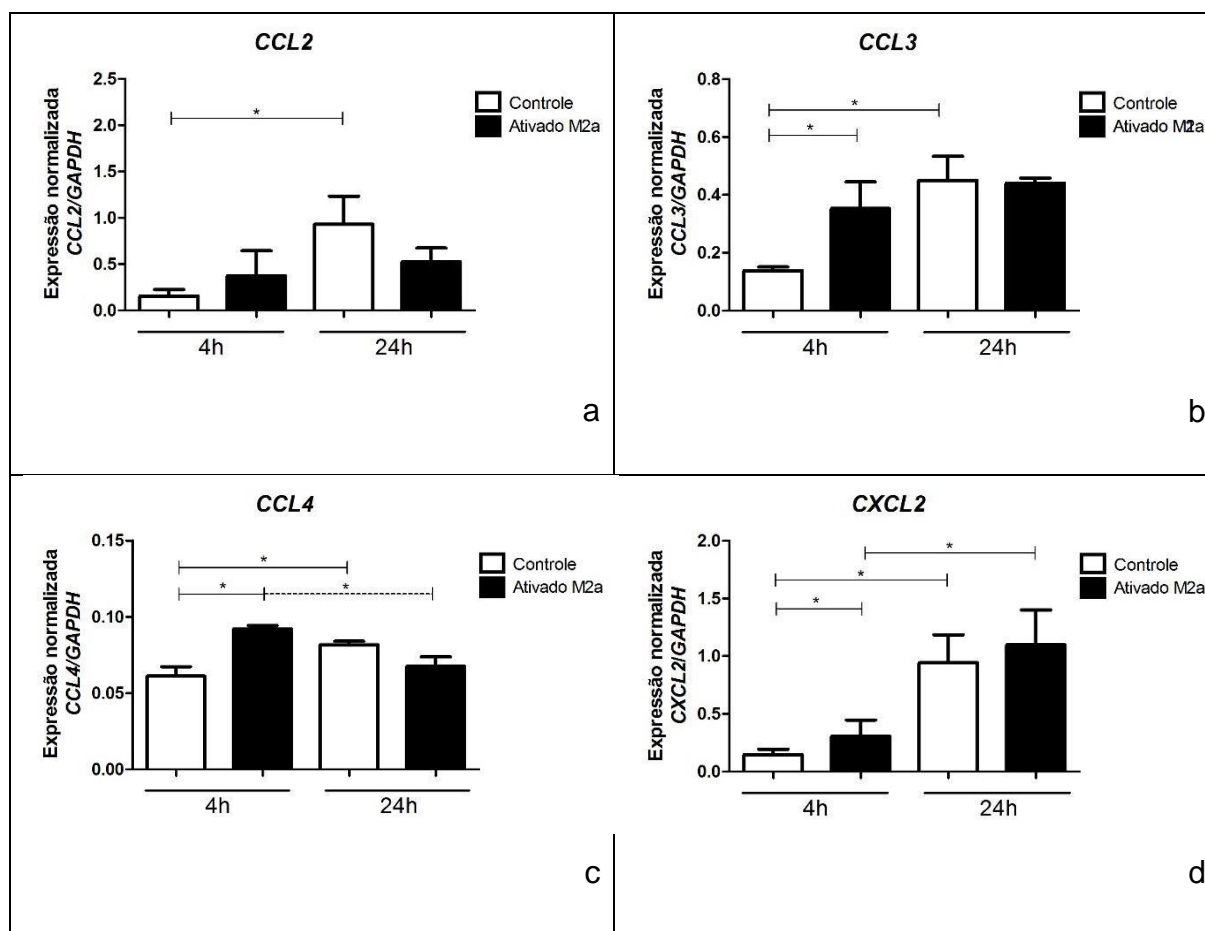 CCL2
Expressão normalizada
CCL2/GAPDH
2.5
2.0
1.5
1.0
0.5
0.0
*
Controle
Ativado M2a
4h
24h
a
CCL3
Expressão normalizada
CCL3/GAPDH
0.8
0.6
0.4
0.2
0.0
*
*
Controle
Ativado
4h
24h
b
CCL4
Expressão normalizada
CCL4/GAPDH
0.15
0.10
0.05
0.00
*
* *
Controle
Ativado M2a
4h
24h
c
CXCL2
Expressão normalizada
CXCL2/GAPDH
2.0
1.5
1.0
0.5
0.0
*
*
*
Controle
Ativado M2a
4h
24h
d